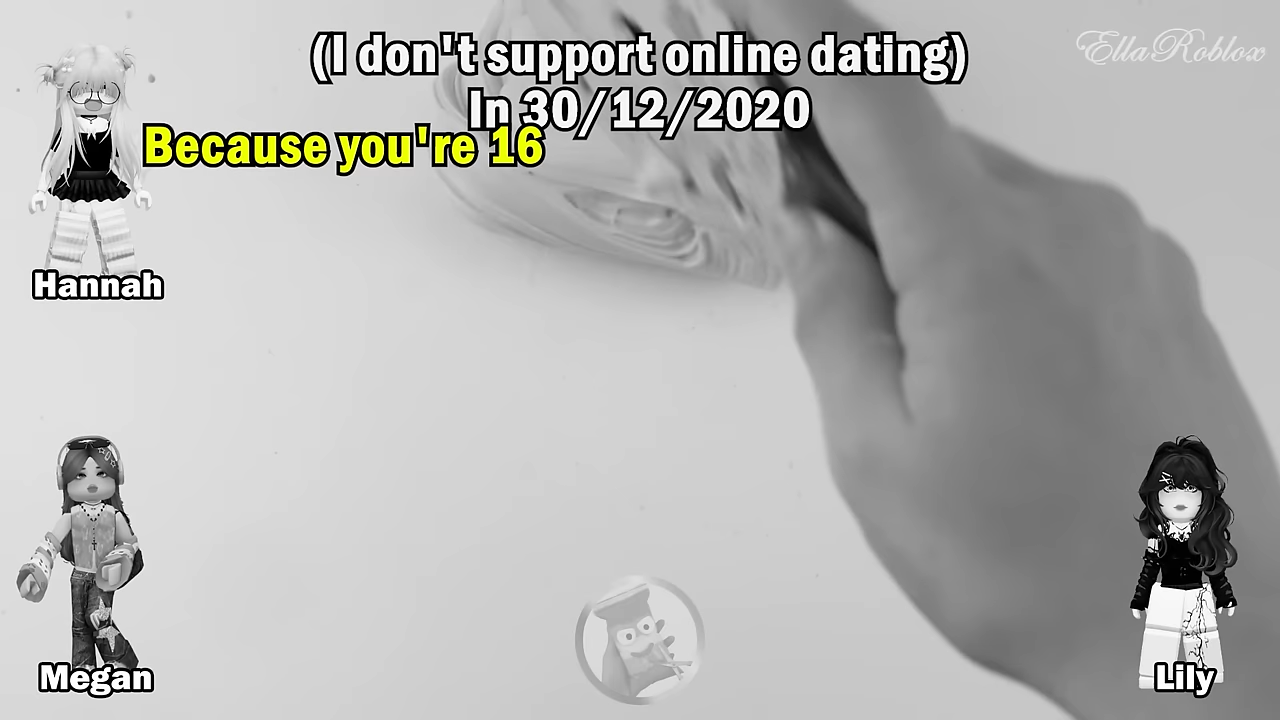 (I don't support online dating)
EllaRoblox
In 30/12/2020
Because you're 16
Hannah
Megan
Lily